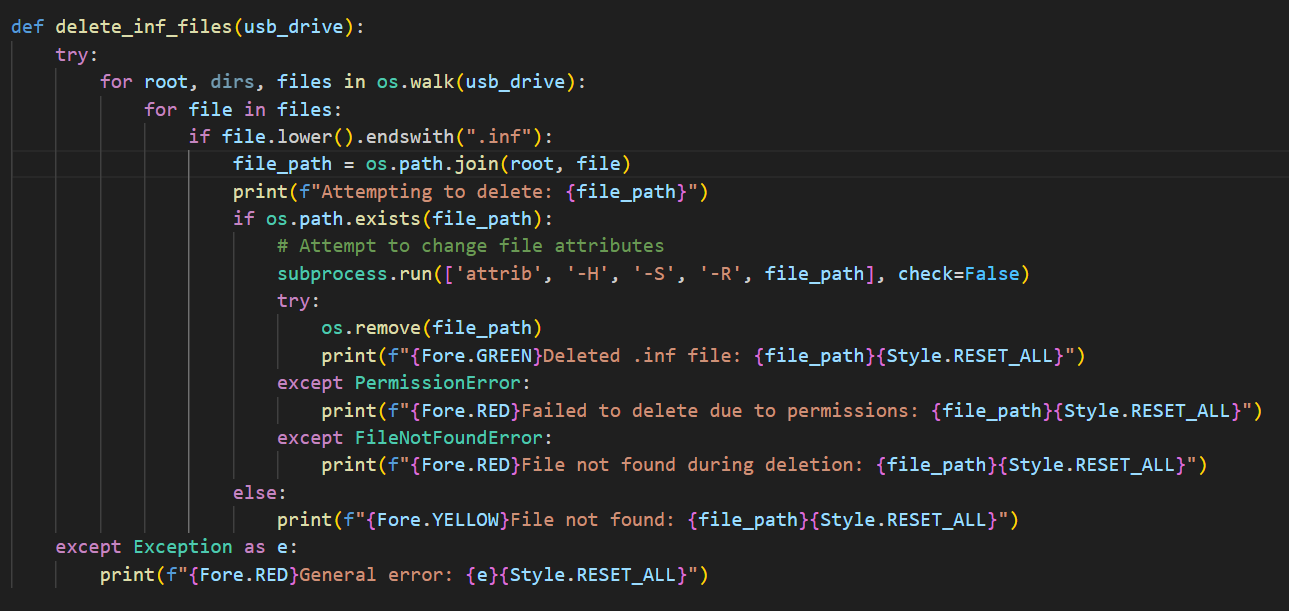 def delete_inf_files(usb_drive):
    try:
        for root, dirs, files in os.walk(usb_drive):
            for file in files:
                if file.lower().endswith(".inf"):
                    file_path = os.path.join(root, file)
                    print(f"Attempting to delete: {file_path}")
                    if os.path.exists(file_path):
                        # Attempt to change file attributes
                        subprocess.run(['attrib', '-H', '-S', '-R', file_path], check=False)
                        try:
                            os.remove(file_path)
                            print(f"{Fore.GREEN}Deleted .inf file: {file_path}{Style.RESET_ALL}")
                        except PermissionError:
                            print(f"{Fore.RED}Failed to delete due to permissions: {file_path}{Style.RESET_ALL}")
                        except FileNotFoundError:
                            print(f"{Fore.RED}File not found during deletion: {file_path}{Style.RESET_ALL}")
                    else:
                        print(f"{Fore.YELLOW}File not found: {file_path}{Style.RESET_ALL}")
    except Exception as e:
        print(f"{Fore.RED}General error: {e}{Style.RESET_ALL}")